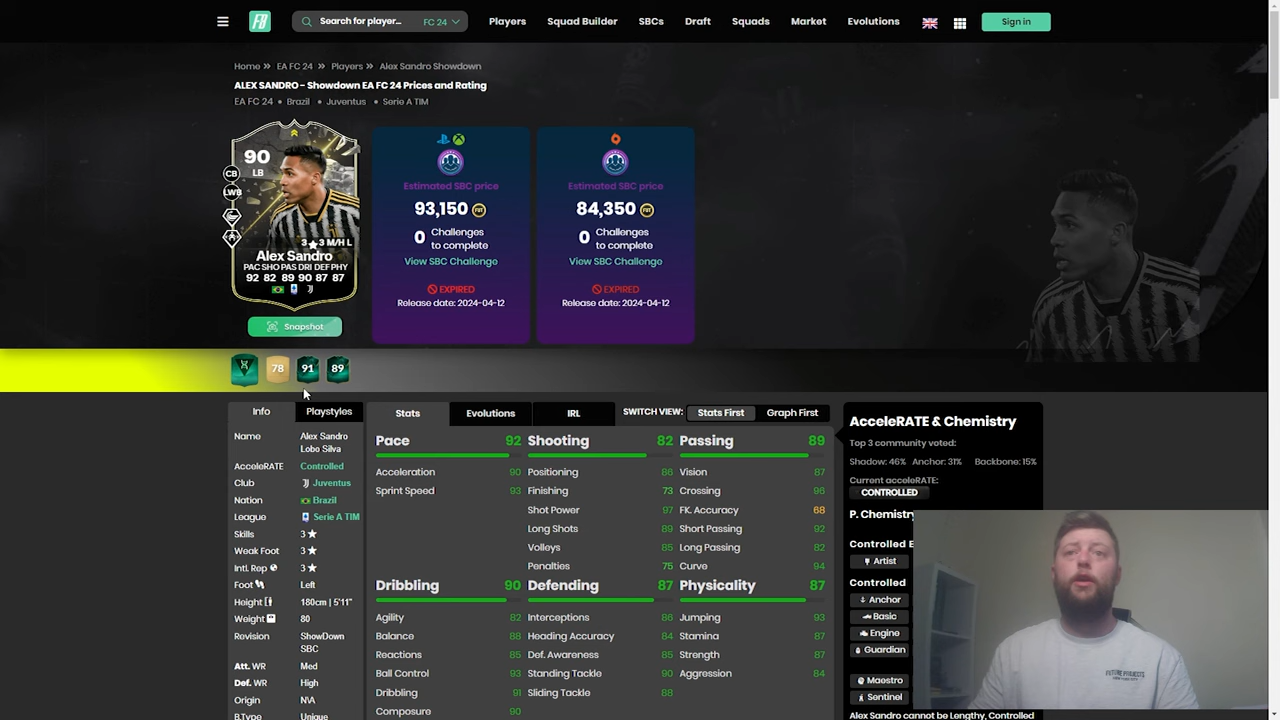 Search for player... FC 24
Players Squad Builder SBCs Draft Squads Market Evolutions Sign in
Home » EA FC 24 » Players » Alex Sandro Showdown
ALEX SANDRO - Showdown EA FC 24 Prices and Rating
EA FC 24 • Brazil • Juventus • Serie A TIM
90
LB
CB
LWB
3★3 M/H L
Alex Sandro
PAC SHO PAS DRI DEF PHY
92 82 89 90 87 87
Snapshot
Estimated SBC price
93,150
0 Challenges to complete
View SBC Challenge
EXPIRED
Release date: 2024-04-12
Estimated SBC price
84,350
0 Challenges to complete
View SBC Challenge
EXPIRED
Release date: 2024-04-12
78 91 89
Info Playstyles
Name Alex Sandro Lobo Silva
AcceleRATE Controlled
Club Juventus
Nation Brazil
League Serie A TIM
Skills 3★
Weak Foot 3★
Intl. Rep 3★
Foot Left
Height 180cm | 5'11"
Weight 80
Revision ShowDown SBC
Att. WR Med
Def. WR High
Origin N\A
B.Type Unique
Stats Evolutions IRL SWITCH VIEW: Stats First Graph First
Pace 92
Acceleration 90
Sprint Speed 93
Shooting 82
Positioning 86
Finishing 73
Shot Power 97
Long Shots 89
Volleys 85
Penalties 75
Passing 89
Vision 87
Crossing 96
FK. Accuracy 68
Short Passing 92
Long Passing 82
Curve 94
Dribbling 90
Agility 82
Balance 88
Reactions 85
Ball Control 93
Dribbling 91
Composure 90
Defending 87
Interceptions 86
Heading Accuracy 84
Def. Awareness 85
Standing Tackle 90
Sliding Tackle 88
Physicality 87
Jumping 93
Stamina 87
Strength 87
Aggression 84
AcceleRATE & Chemistry
Top 3 community voted:
Shadow: 46% Anchor: 31% Backbone: 15%
Current acceleRATE:
CONTROLLED
P. Chemistry
Controlled E
Artist
Controlled
Anchor
Basic
Engine
Guardian
Maestro
Sentinel
Alex Sandro cannot be Lengthy, Controlled